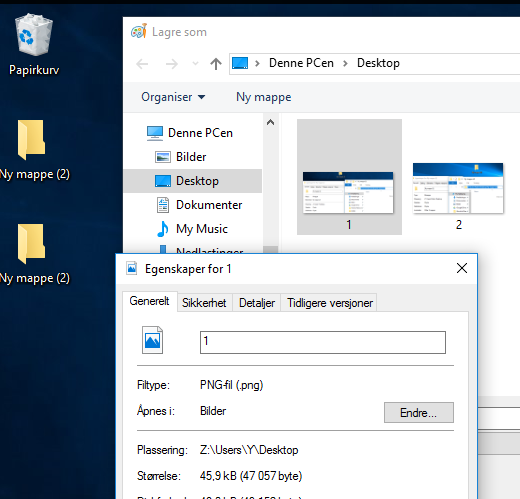 Papirkurv
Ny mappe (2)
Ny mappe (2)
Lagre som
Denne PCen > Desktop
Organiser Ny mappe
Denne PCen
Bilder
Desktop
Dokumenter
My Music
Nedlastinger
1
2
Egenskaper for 1
Generelt Sikkerhet Detaljer Tidligere versjoner
1
Filtype: PNG-fil (.png)
Åpnes i: Bilder
Endre...
Plassering: Z:\Users\Y\Desktop
Størrelse: 45,9 kB (47 057 byte)